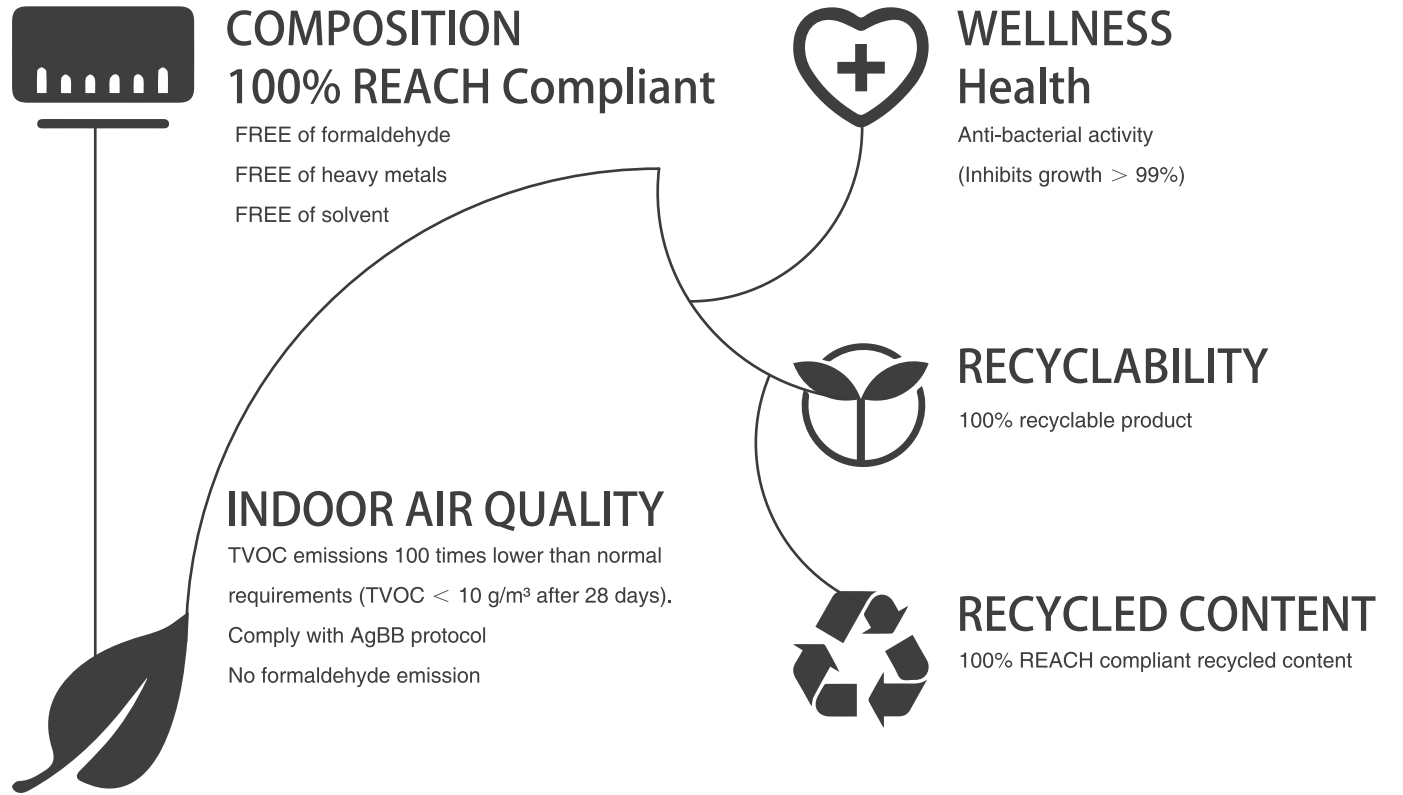 COMPOSITION
100% REACH Compliant
FREE of formaldehyde
FREE of heavy metals
FREE of solvent
WELLNESS
Health
Anti-bacterial activity
(Inhibits growth > 99%)
RECYCLABILITY
100% recyclable product
INDOOR AIR QUALITY
TVOC emissions 100 times lower than normal
requirements (TVOC < 10 g/m³ after 28 days).
Comply with AgBB protocol
No formaldehyde emission
RECYCLED CONTENT
100% REACH compliant recycled content